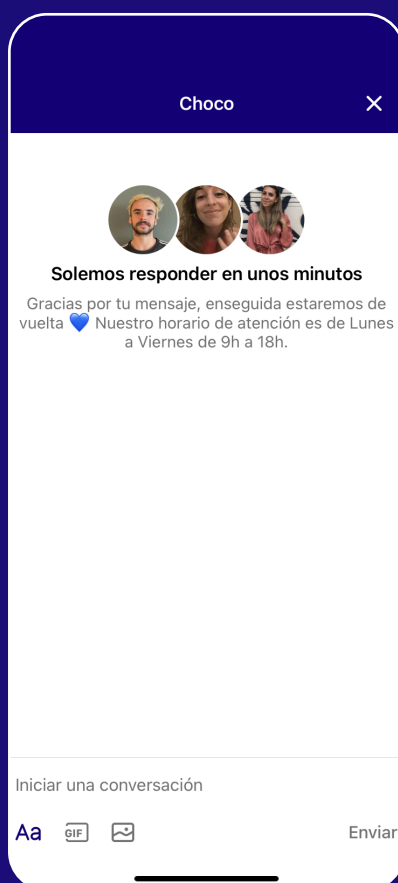 Choco
Solemos responder en unos minutos
Gracias por tu mensaje, enseguida estaremos de
vuelta 💙 Nuestro horario de atención es de Lunes
a Viernes de 9h a 18h.
Iniciar una conversación
Aa GIF Enviar